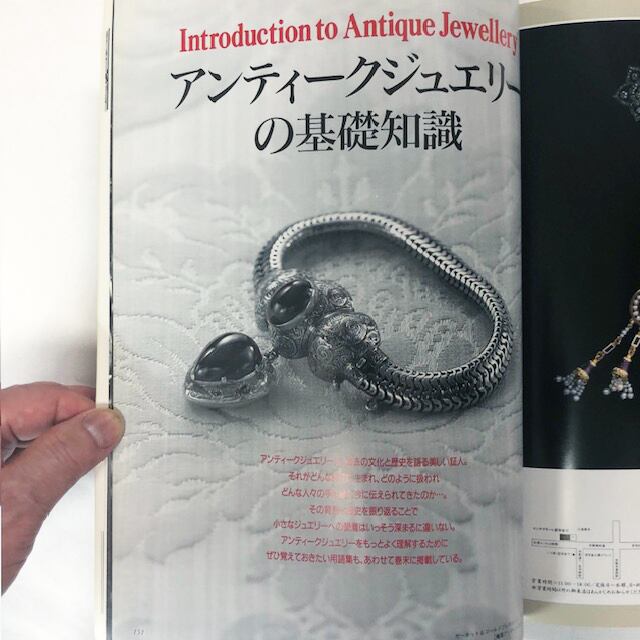 Introduction to Antique Jewellery
アンティークジュエリー
の基礎知識
アンティークジュエリー 過去の文化と歴史を語る美しい証人。
それがどんな 生まれ、どのように扱われ
どんな人々の手 今に伝えられてきたのか…。
その背景 歴史を振り返ることで
小さなジュエリーへの愛着はいっそう深まるに違いない。
アンティークジュエリーをもっとよく理解するために
ぜひ覚えておきたい用語集も、あわせて巻末に掲載している。
151